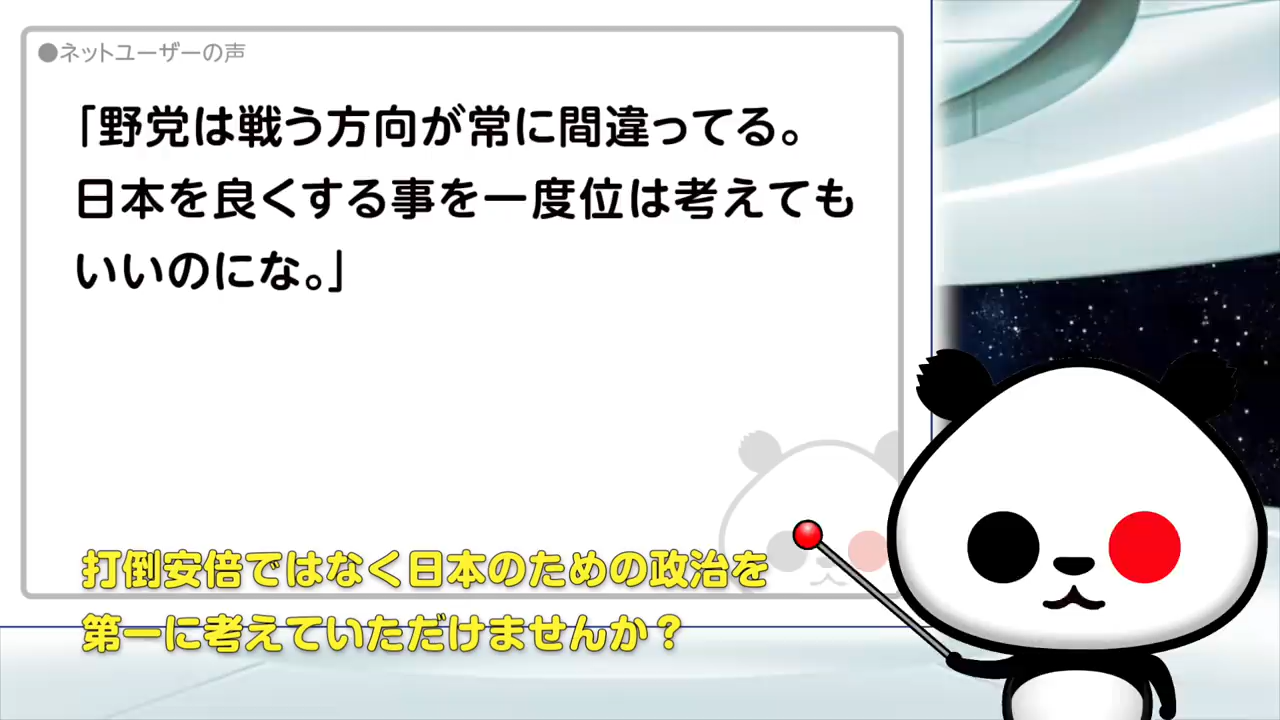 ●ネットユーザーの声
「野党は戦う方向が常に間違ってる。
日本を良くする事を一度位は考えても
いいのにな。」
打倒安倍ではなく日本のための政治を
第一に考えていただけませんか？